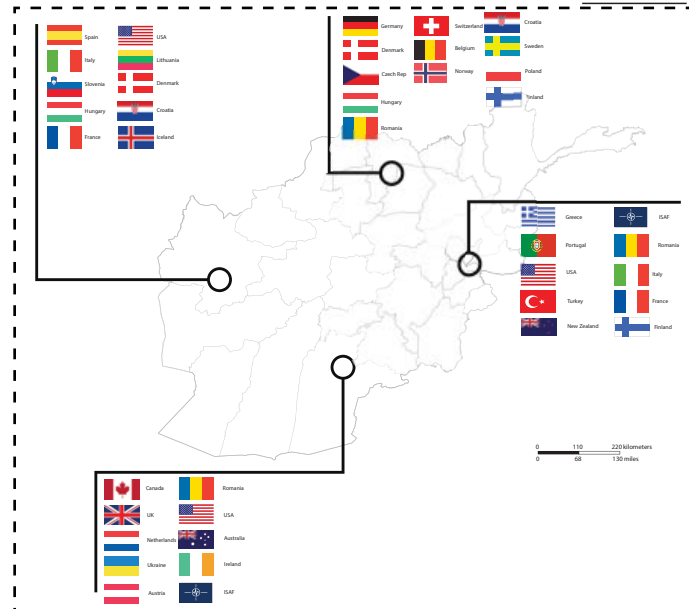 Spain
USA
Italy
Lithuania
Slovenia
Denmark
Hungary
Croatia
France
Iceland
Germany
Switzerland
Croatia
Denmark
Belgium
Sweden
Czech Rep
Norway
Poland
Hungary
Finland
Romania
Greece
ISAF
Portugal
Romania
USA
Italy
Turkey
France
New Zealand
Finland
0 110 220 kilometers
0 68 130 miles
Canada
Romania
UK
USA
Netherlands
Australia
Ukraine
Ireland
Austria
ISAF